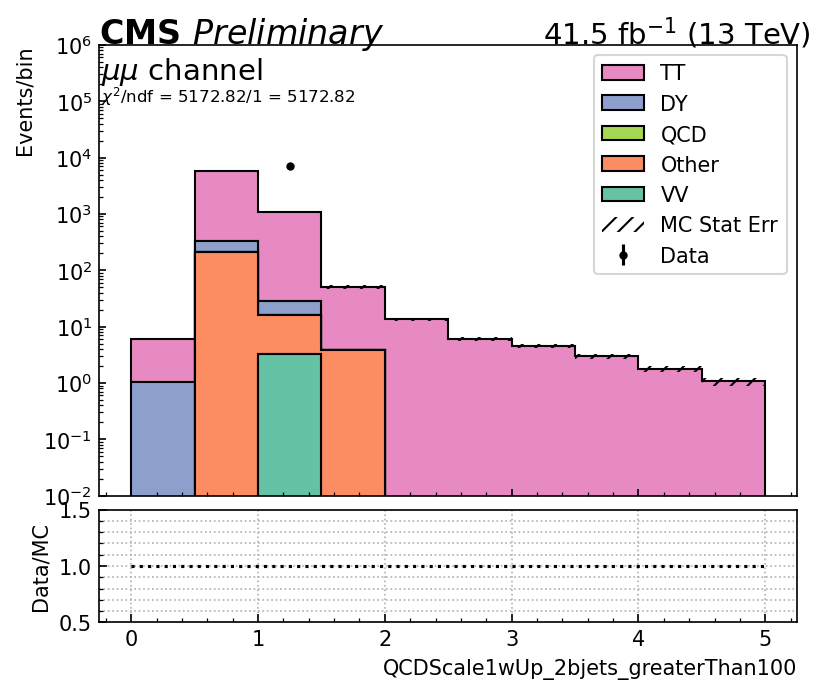 CMS Preliminary 41.5 fb⁻¹ (13 TeV)
μμ channel
χ²/ndf = 5172.82/1 = 5172.82
Events/bin
10⁶
10⁵
10⁴
10³
10²
10¹
10⁰
10⁻¹
10⁻²
TT
DY
QCD
Other
VV
MC Stat Err
Data
Data/MC
1.5
1.0
0.5
0 1 2 3 4 5
QCDScale1wUp_2bjets_greaterThan100